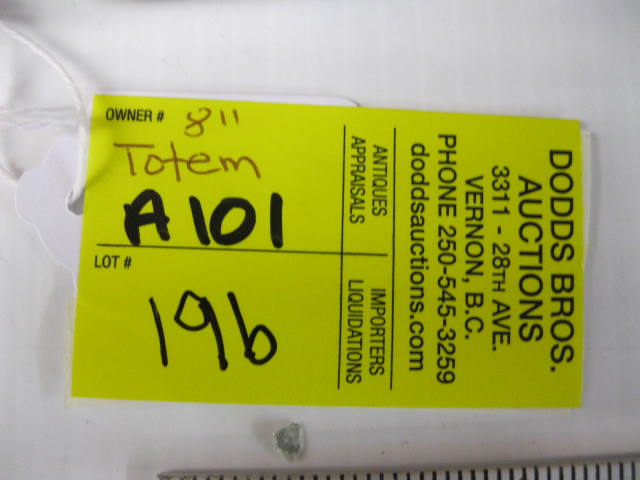 OWNER # 8"
Totem
A101
LOT #
196
ANTIQUES
APPRAISALS
IMPORTERS
LIQUIDATIONS
DODDS BROS.
AUCTIONS
3311 - 28TH AVE.
VERNON, B.C.
PHONE 250-545-3259
doddsauctions.com